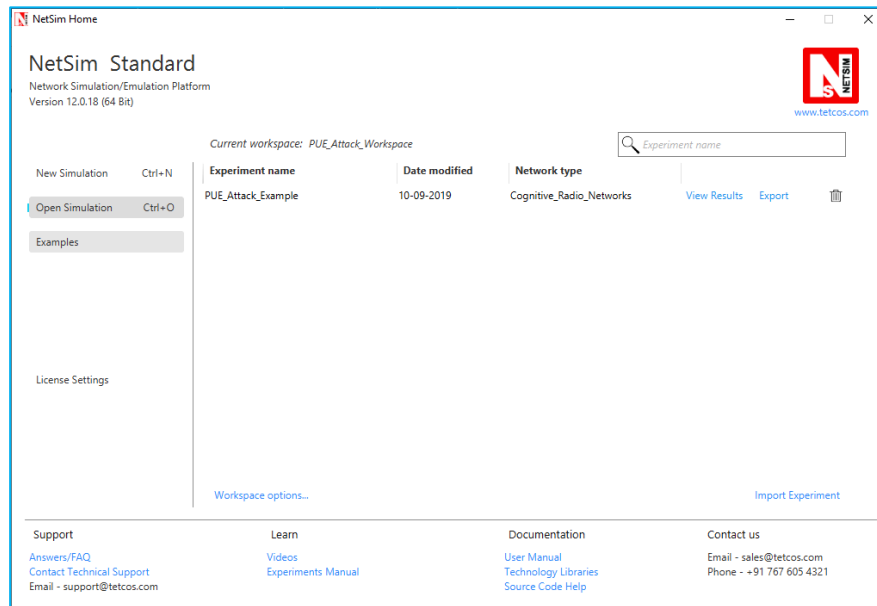 NetSim Home
NetSim Standard
Network Simulation/Emulation Platform
Version 12.0.18 (64 Bit)
NS
NETSIM
www.tetcos.com
Current workspace: PUE_Attack_Workspace
Experiment name
New Simulation Ctrl+N
Open Simulation Ctrl+O
Examples
License Settings
Experiment name Date modified Network type
PUE_Attack_Example 10-09-2019 Cognitive_Radio_Networks View Results Export
Workspace options...
Import Experiment
Support
Answers/FAQ
Contact Technical Support
Email - support@tetcos.com
Learn
Videos
Experiments Manual
Documentation
User Manual
Technology Libraries
Source Code Help
Contact us
Email - sales@tetcos.com
Phone - +91 767 605 4321